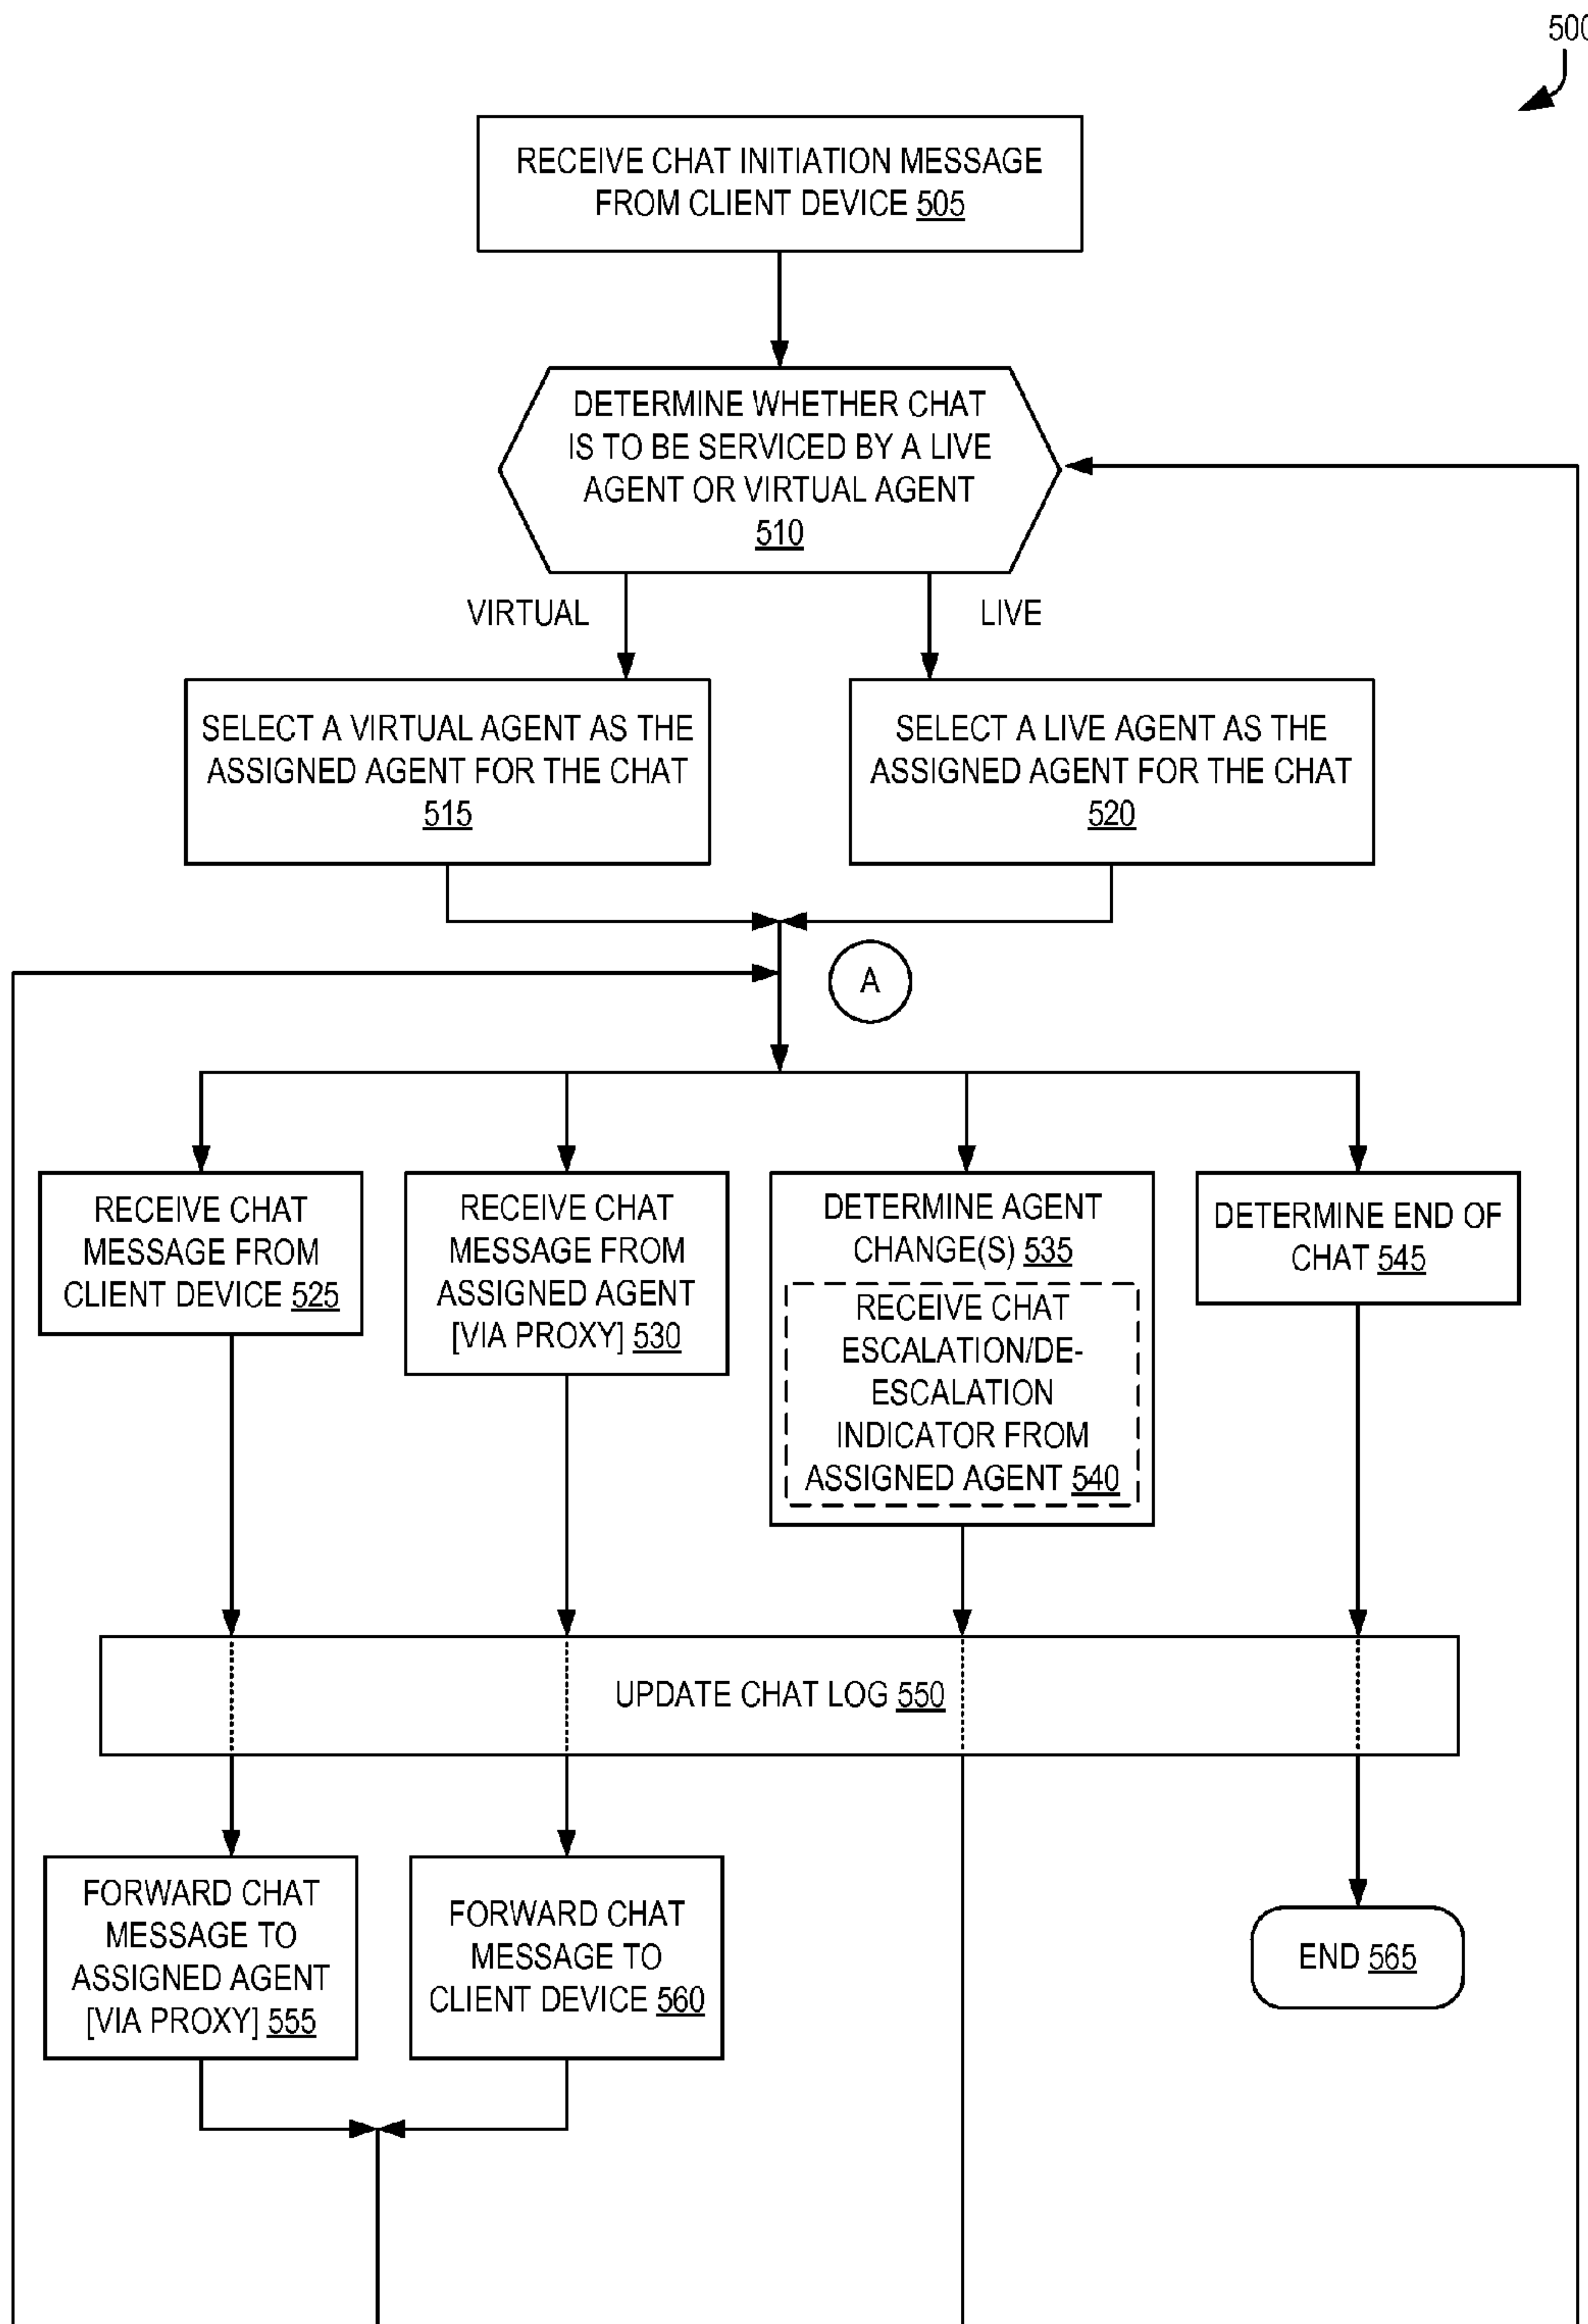 500
RECEIVE CHAT INITIATION MESSAGE
FROM CLIENT DEVICE 505
DETERMINE WHETHER CHAT
IS TO BE SERVICED BY A LIVE
AGENT OR VIRTUAL AGENT
510
VIRTUAL
LIVE
SELECT A VIRTUAL AGENT AS THE
ASSIGNED AGENT FOR THE CHAT
515
SELECT A LIVE AGENT AS THE
ASSIGNED AGENT FOR THE CHAT
520
A
RECEIVE CHAT
MESSAGE FROM
CLIENT DEVICE 525
RECEIVE CHAT
MESSAGE FROM
ASSIGNED AGENT
[VIA PROXY] 530
DETERMINE AGENT
CHANGE(S) 535
RECEIVE CHAT
ESCALATION/DE-
ESCALATION
INDICATOR FROM
ASSIGNED AGENT 540
DETERMINE END OF
CHAT 545
UPDATE CHAT LOG 550
FORWARD CHAT
MESSAGE TO
ASSIGNED AGENT
[VIA PROXY] 555
FORWARD CHAT
MESSAGE TO
CLIENT DEVICE 560
END 565